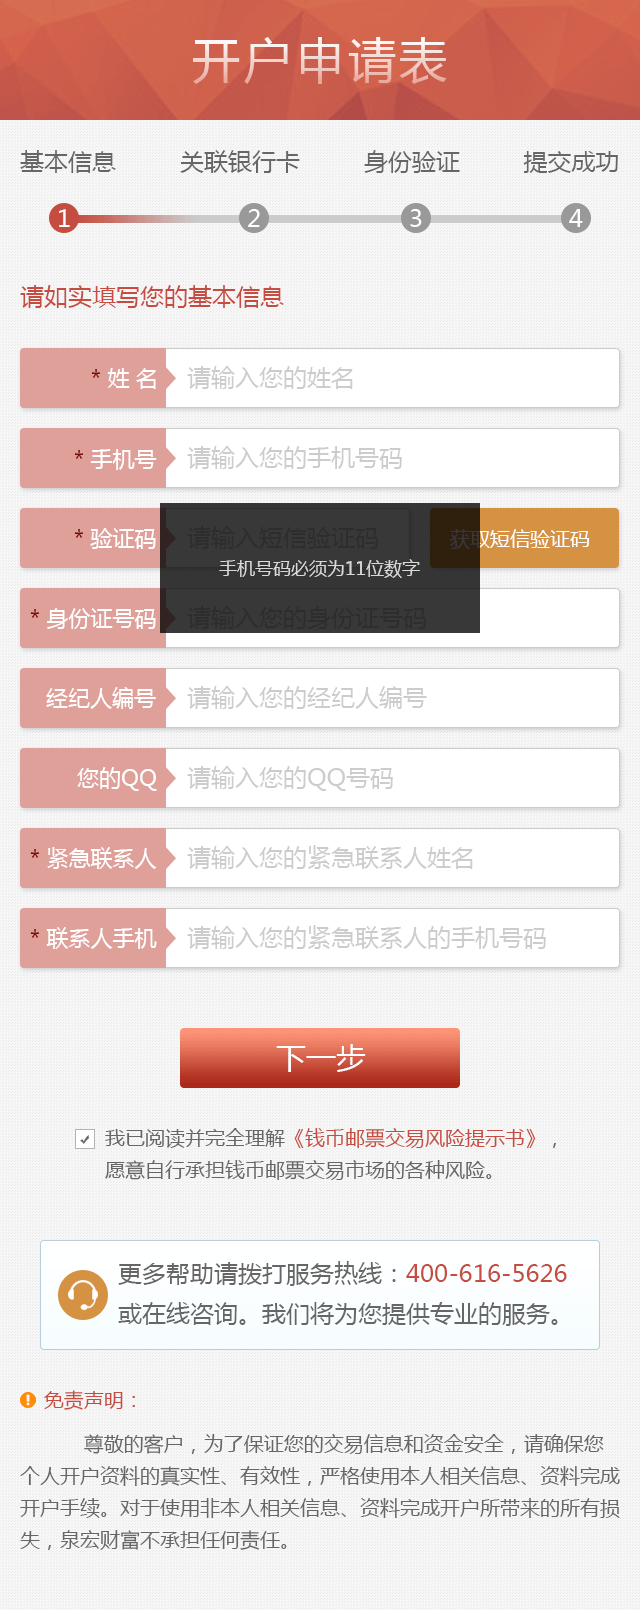 开户申请表
基本信息 关联银行卡 身份验证 提交成功
1 2 3 4
请如实填写您的基本信息
* 姓 名 请输入您的姓名
* 手机号 请输入您的手机号码
* 验证码 请输入短信验证码 获取短信验证码
手机号码必须为11位数字
* 身份证号码 请输入您的身份证号码
经纪人编号 请输入您的经纪人编号
您的QQ 请输入您的QQ号码
* 紧急联系人 请输入您的紧急联系人姓名
* 联系人手机 请输入您的紧急联系人的手机号码
下一步
我已阅读并完全理解《钱币邮票交易风险提示书》，
愿意自行承担钱币邮票交易市场的各种风险。
更多帮助请拨打服务热线：400-616-5626
或在线咨询。我们将为您提供专业的服务。
免责声明：
尊敬的客户，为了保证您的交易信息和资金安全，请确保您
个人开户资料的真实性、有效性，严格使用本人相关信息、资料完成
开户手续。对于使用非本人相关信息、资料完成开户所带来的所有损
失，泉宏财富不承担任何责任。